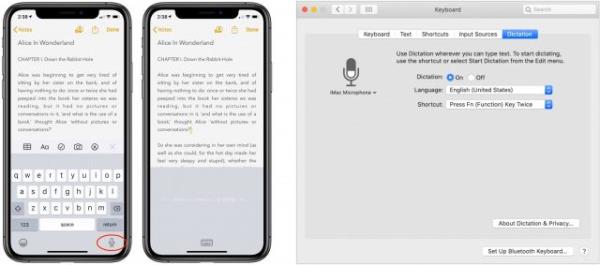 2:38
Notes
Done
Alice In Wonderland
CHAPTER I. Down the Rabbit-Hole
Alice was beginning to get very tired of
sitting by her sister on the bank, and of
having nothing to do: once or twice she had
peeped into the book her was
reading, but it had no pictures or
conversations in it, 'and what is the use of a
book,' thought Alice 'without pictures or
conversations?'
Aa
q w e r t y u i o p
a s d f g h j k l
z x c v b n m
123 space return
2:38
Notes
Done
Alice In Wonderland
CHAPTER I. Down the Rabbit-Hole
Alice was beginning to get very tired of
sitting by her sister on the bank, and of
having nothing to do: once or twice she had
peeped into the book her was
reading, but it had no pictures or
conversations in it, 'and what is the use of a
book,' thought Alice 'without pictures or
conversations?'
So she was considering in her own mind (as
well as she could, for the hot day made her
feel very sleepy and stupid), whether the
Keyboard
Search
Keyboard Text Shortcuts Input Sources Dictation
Use Dictation wherever you can type text. To start dictating,
use the shortcut or select Start Dictation from the Edit menu.
iMac Microphone
Dictation: On Off
Language: English (United States)
Shortcut: Press Fn (Function) Key Twice
About Dictation & Privacy...
Set Up Bluetooth Keyboard... ?